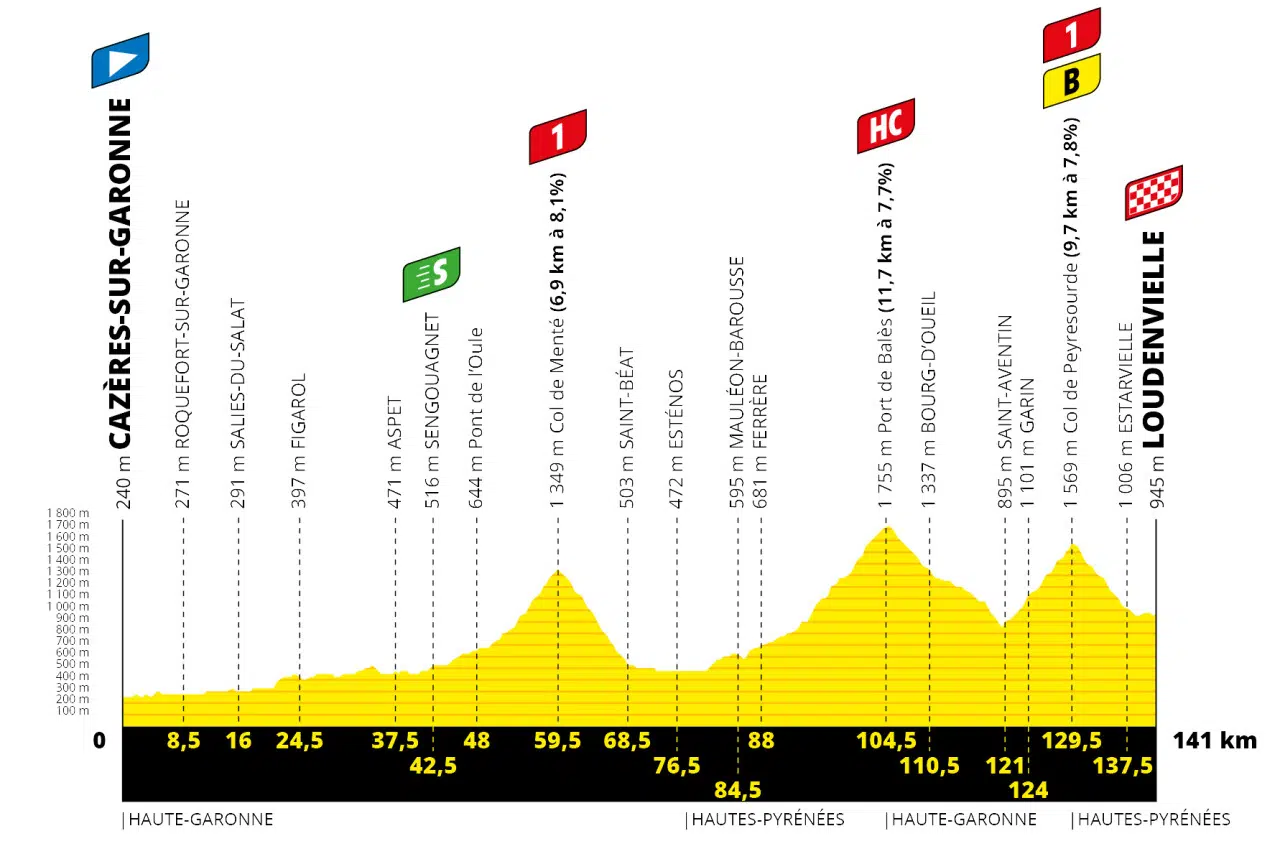 1
B
HC
1
S
240 m CAZÈRES-SUR-GARONNE
271 m ROQUEFORT-SUR-GARONNE
291 m SALIES-DU-SALAT
397 m FIGAROL
471 m ASPET
516 m SENGOUAGNET
644 m Pont de l'Oule
1 349 m Col de Menté (6,9 km à 8,1%)
503 m SAINT-BÉAT
472 m ESTÉNOS
595 m MAULÉON-BAROUSSE
681 m FERRÈRE
1 755 m Port de Balès (11,7 km à 7,7%)
1 337 m BOURG-D'OUEIL
895 m SAINT-AVENTIN
1 101 m GARIN
1 569 m Col de Peyresourde (9,7 km à 7,8%)
1 006 m ESTARVIELLE
945 m LOUDENVIELLE
1 800 m
1 700 m
1 600 m
1 500 m
1 400 m
1 300 m
1 200 m
1 100 m
1 000 m
900 m
800 m
700 m
600 m
500 m
400 m
300 m
200 m
100 m
0 8,5 16 24,5 37,5 48 59,5 68,5 88 104,5 129,5 141 km
42,5 76,5 110,5 121 137,5
84,5 124
|HAUTE-GARONNE |HAUTES-PYRÉNÉES |HAUTE-GARONNE |HAUTES-PYRÉNÉES